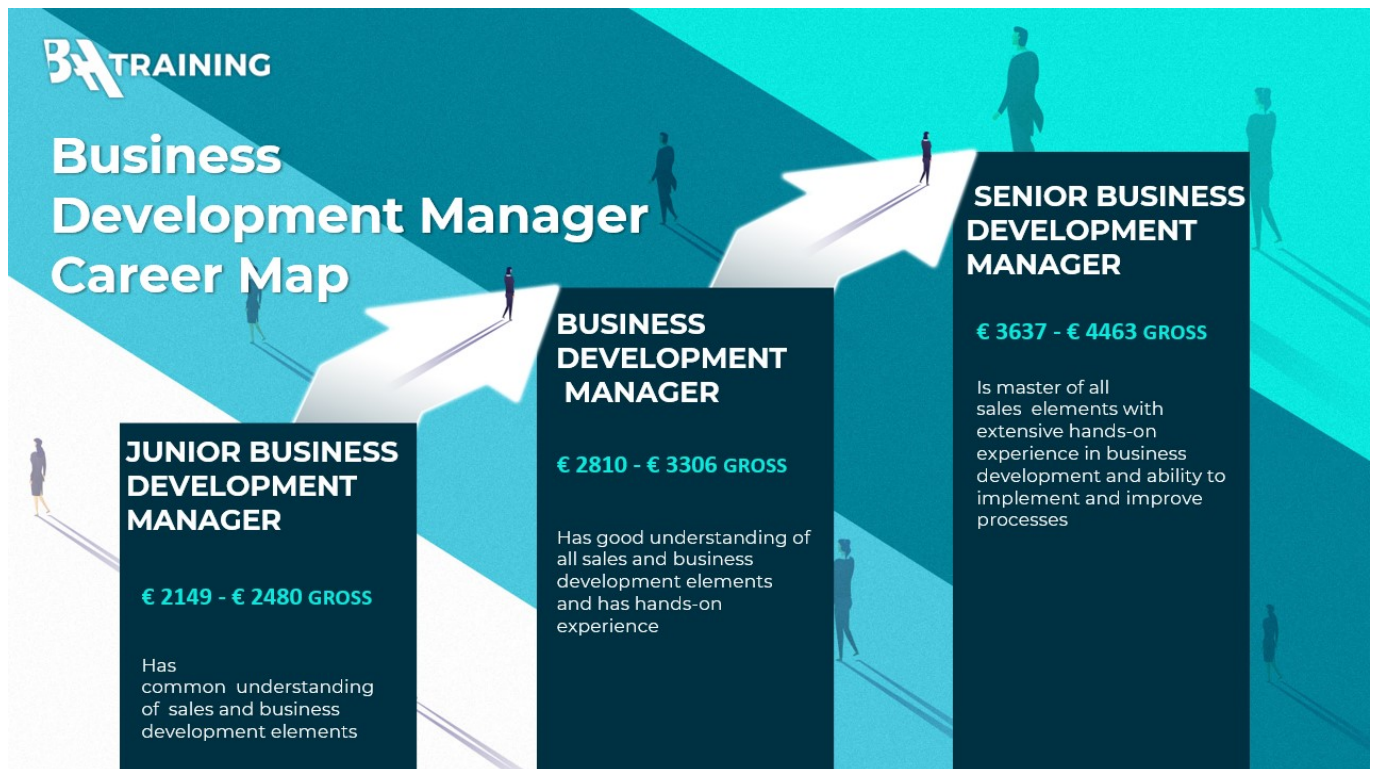 BAA TRAINING
Business
Development Manager
Career Map
JUNIOR BUSINESS
DEVELOPMENT
MANAGER
€ 2149 - € 2480 GROSS
Has
common understanding
of sales and business
development elements
BUSINESS
DEVELOPMENT
MANAGER
€ 2810 - € 3306 GROSS
Has good understanding of
all sales and business
development elements
and has hands-on
experience
SENIOR BUSINESS
DEVELOPMENT
MANAGER
€ 3637 - € 4463 GROSS
Is master of all
sales elements with
extensive hands-on
experience in business
development and ability to
implement and improve
processes